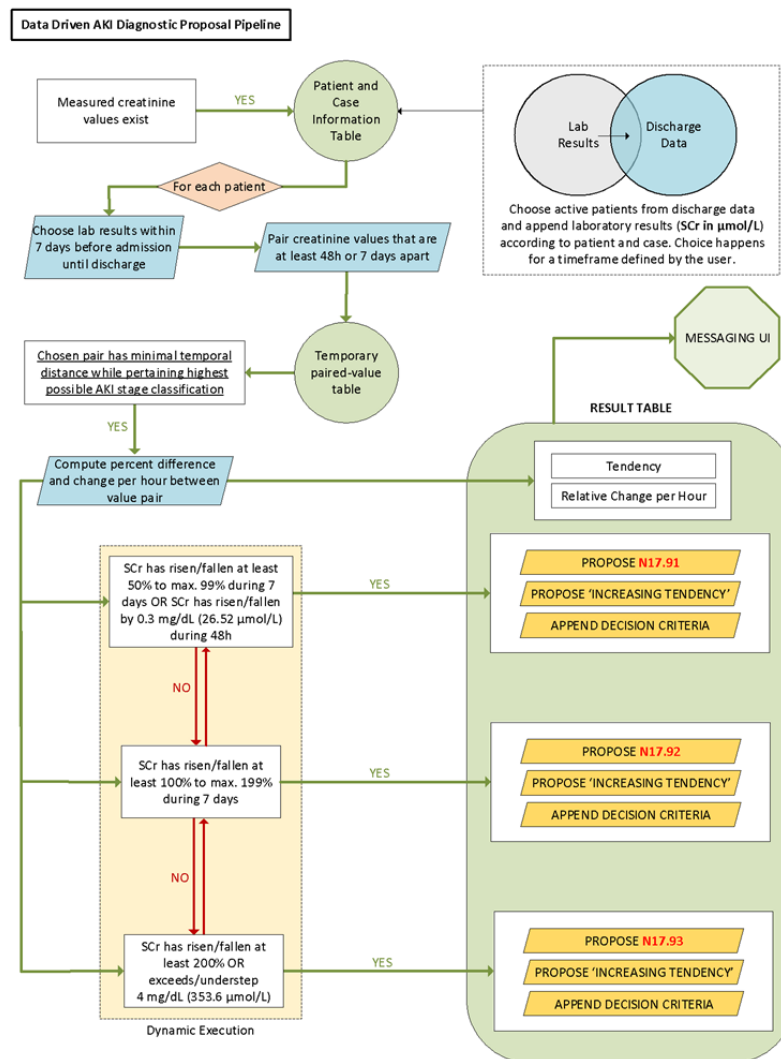 Data Driven AKI Diagnostic Proposal Pipeline
Measured creatinine
values exist
YES
Patient and
Case
Information
Table
Lab
Results
Discharge
Data
Choose active patients from discharge data
and append laboratory results (SCr in µmol/L)
according to patient and case. Choice happens
for a timeframe defined by the user.
For each patient
Choose lab results within
7 days before admission
until discharge
Pair creatinine values that are
at least 48h or 7 days apart
Temporary
paired-value
table
Chosen pair has minimal temporal
distance while pertaining highest
possible AKI stage classification
YES
MESSAGING UI
RESULT TABLE
Compute percent difference
and change per hour between
value pair
Tendency
Relative Change per Hour
SCr has risen/fallen at least
50% to max. 99% during 7
days OR SCr has risen/fallen
by 0.3 mg/dL (26.52 µmol/L)
during 48h
YES
PROPOSE N17.91
PROPOSE ‘INCREASING TENDENCY’
APPEND DECISION CRITERIA
NO
SCr has risen/fallen at
least 100% to max. 199%
during 7 days
YES
PROPOSE N17.92
PROPOSE ‘INCREASING TENDENCY’
APPEND DECISION CRITERIA
NO
SCr has risen/fallen at
least 200% OR
exceeds/understep
4 mg/dL (353.6 µmol/L)
YES
PROPOSE N17.93
PROPOSE ‘INCREASING TENDENCY’
APPEND DECISION CRITERIA
Dynamic Execution